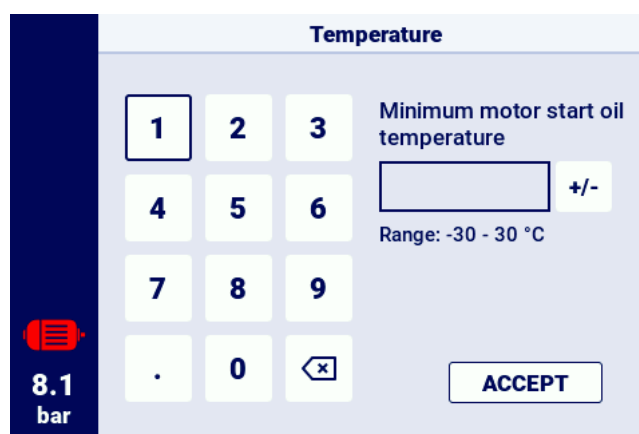 Temperature
1 2 3
4 5 6
7 8 9
. 0
Minimum motor start oil
temperature
+/-
Range: -30 - 30 °C
ACCEPT
8.1
bar